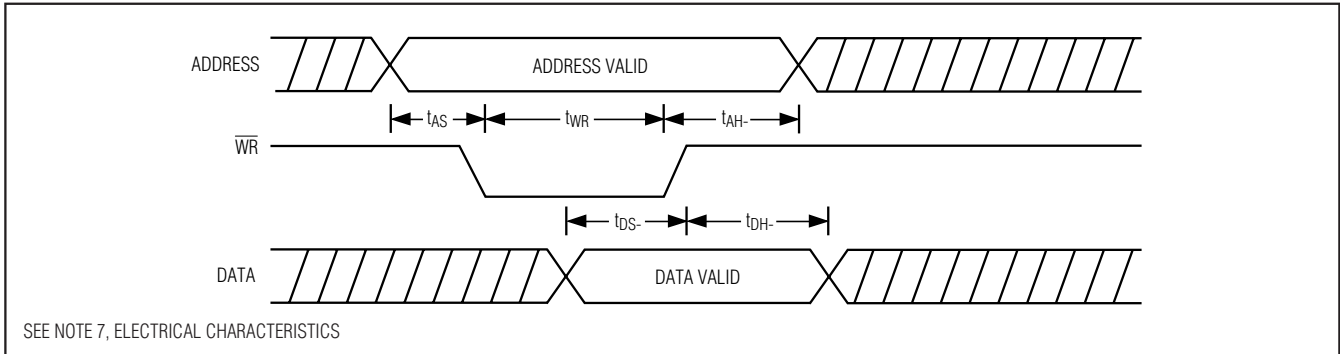 ADDRESS
ADDRESS VALID
tAS
tWR
tAH-
WR
tDS-
tDH-
DATA
DATA VALID
SEE NOTE 7, ELECTRICAL CHARACTERISTICS